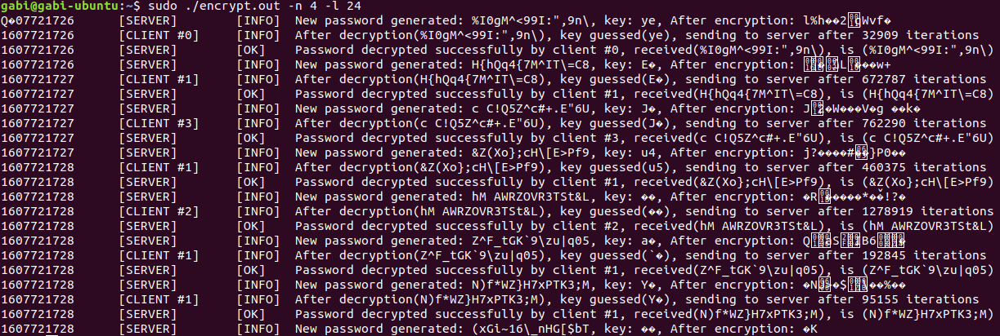 gabi@gabi-ubuntu:~$ sudo ./encrypt.out -n 4 -l 24
Q�07721726 [SERVER] [INFO] New password generated: %I0gM^<99I:",9n\, key: ye, After encryption: l%h��2gWvf�
1607721726 [CLIENT #0] [INFO] After decryption(%I0gM^<99I:",9n\), key guessed(ye), sending to server after 32909 iterations
1607721726 [SERVER] [OK] Password decrypted successfully by client #0, received(%I0gM^<99I:",9n\), is (%I0gM^<99I:",9n\)
1607721726 [SERVER] [INFO] New password generated: H{hQq4{7M^IT\=C8, key: E�, After encryption: L���w+
1607721727 [CLIENT #1] [INFO] After decryption(H{hQq4{7M^IT\=C8), key guessed(E�), sending to server after 672787 iterations
1607721727 [SERVER] [OK] Password decrypted successfully by client #1, received(H{hQq4{7M^IT\=C8), is (H{hQq4{7M^IT\=C8)
1607721727 [SERVER] [INFO] New password generated: c C!Q5Z^c#+.E"6U, key: J�, After encryption: J�W���V�g ��k�
1607721727 [CLIENT #3] [INFO] After decryption(c C!Q5Z^c#+.E"6U), key guessed(J�), sending to server after 762290 iterations
1607721727 [SERVER] [OK] Password decrypted successfully by client #3, received(c C!Q5Z^c#+.E"6U), is (c C!Q5Z^c#+.E"6U)
1607721727 [SERVER] [INFO] New password generated: &Z(Xo};cH\[E>Pf9, key: u4, After encryption: j?����#�}P0��
1607721728 [CLIENT #1] [INFO] After decryption(&Z(Xo};cH\[E>Pf9), key guessed(u5), sending to server after 460375 iterations
1607721728 [SERVER] [OK] Password decrypted successfully by client #1, received(&Z(Xo};cH\[E>Pf9), is (&Z(Xo};cH\[E>Pf9)
1607721728 [SERVER] [INFO] New password generated: hM AWRZOVR3TSt&L, key: ��, After encryption: �R�����*��!?�
1607721728 [CLIENT #2] [INFO] After decryption(hM AWRZOVR3TSt&L), key guessed(��), sending to server after 1278919 iterations
1607721728 [SERVER] [OK] Password decrypted successfully by client #2, received(hM AWRZOVR3TSt&L), is (hM AWRZOVR3TSt&L)
1607721728 [SERVER] [INFO] New password generated: Z^F_tGK`9\zu|q05, key: a�, After encryption: QSB6�
1607721728 [CLIENT #1] [INFO] After decryption(Z^F_tGK`9\zu|q05), key guessed(`�), sending to server after 192845 iterations
1607721728 [SERVER] [OK] Password decrypted successfully by client #1, received(Z^F_tGK`9\zu|q05), is (Z^F_tGK`9\zu|q05)
1607721728 [SERVER] [INFO] New password generated: N)f*WZ}H7xPTK3;M, key: Y�, After encryption: �N�$��%��
1607721728 [CLIENT #1] [INFO] After decryption(N)f*WZ}H7xPTK3;M), key guessed(Y�), sending to server after 95155 iterations
1607721728 [SERVER] [OK] Password decrypted successfully by client #1, received(N)f*WZ}H7xPTK3;M), is (N)f*WZ}H7xPTK3;M)
1607721728 [SERVER] [INFO] New password generated: (xGi~16\_nHG[$bT, key: ��, After encryption: �K